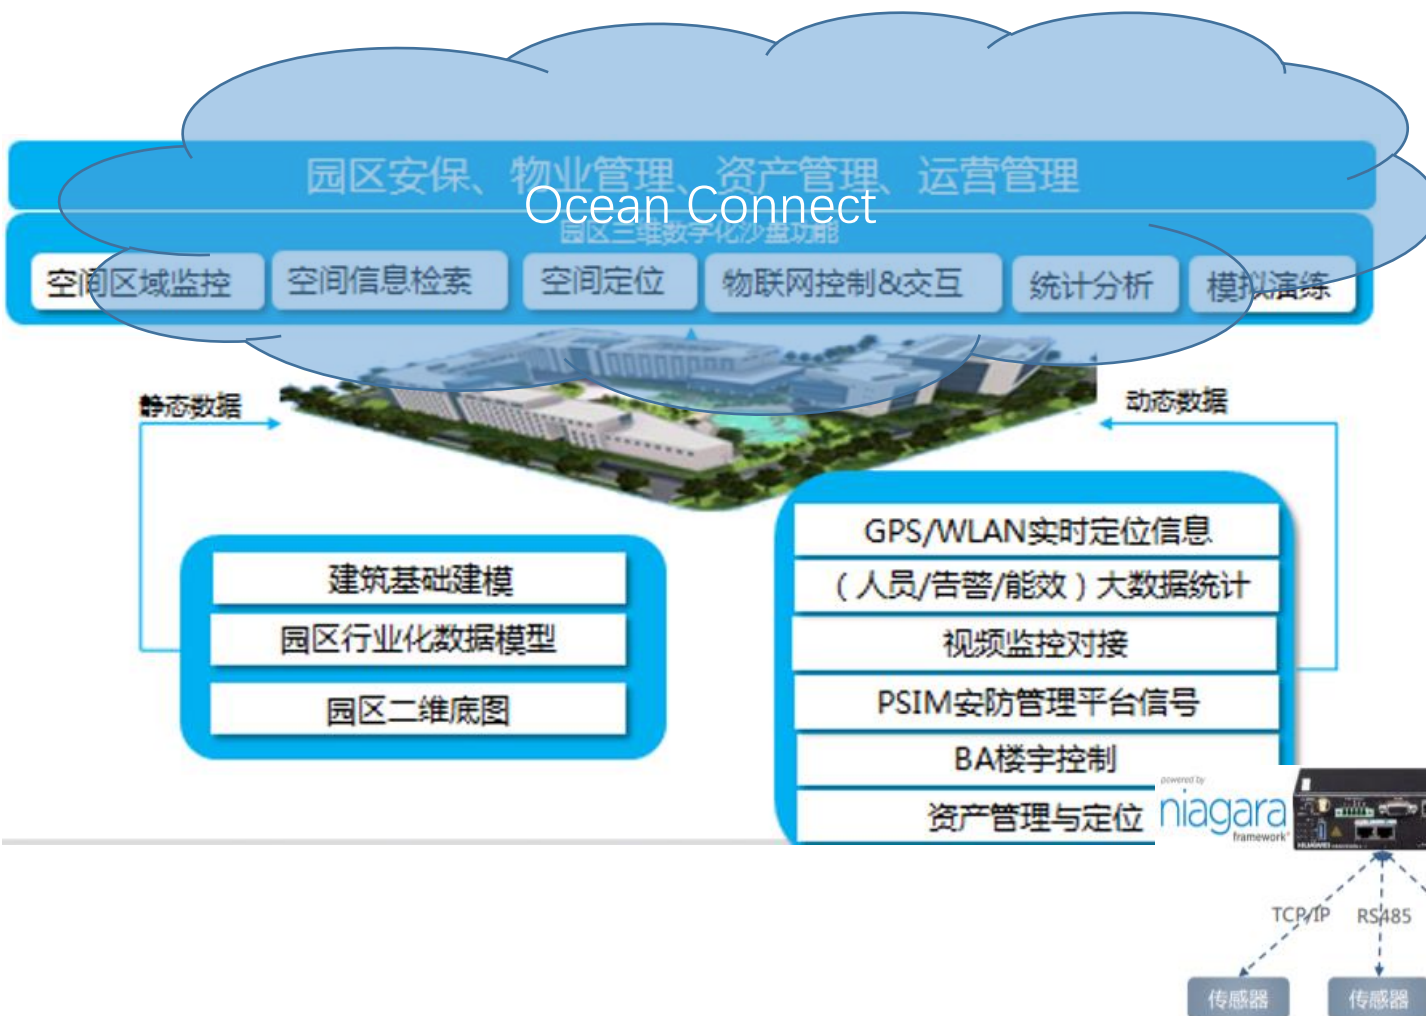 园区安保、物业管理、资产管理、运营管理
Ocean Connect
园区三维数字化沙盘功能
空间区域监控 空间信息检索 空间定位 物联网控制&交互 统计分析 模拟演练
静态数据
动态数据
GPS/WLAN实时定位信息
（人员/告警/能效）大数据统计
视频监控对接
PSIM安防管理平台信号
BA楼宇控制
资产管理与定位
建筑基础建模
园区行业化数据模型
园区二维底图
powered by
niagara
framework®
HUAWEI
TCP/IP RS485
传感器 传感器